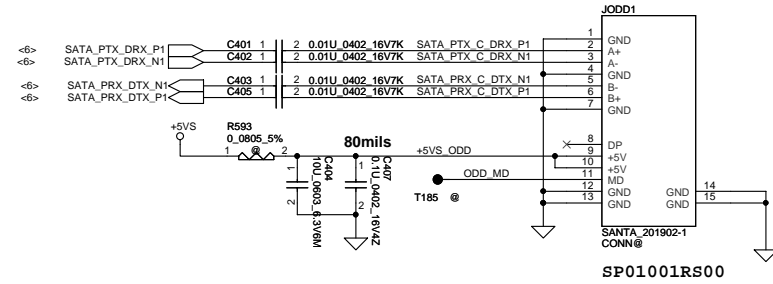 JODD1
<6> SATA_PTX_DRX_P1 C401 1 2 0.01U_0402_16V7K SATA_PTX_C_DRX_P1 1 GND
<6> SATA_PTX_DRX_N1 C402 1 2 0.01U_0402_16V7K SATA_PTX_C_DRX_N1 2 A+
3 A-
4 GND
<6> SATA_PRX_DTX_N1 C403 1 2 0.01U_0402_16V7K SATA_PRX_C_DTX_N1 5 B-
<6> SATA_PRX_DTX_P1 C405 1 2 0.01U_0402_16V7K SATA_PRX_C_DTX_P1 6 B+
7 GND
+5VS
R593
0_0805_5%
1 2
@
80mils
+5VS_ODD
8 DP
9 +5V
10 +5V
ODD_MD 11 MD
T185 @
12 GND
13 GND
GND 14
GND 15
1 2
C404
10U_0603_6.3V6M
1 2
C407
0.1U_0402_16V4Z
SANTA_201902-1
CONN@
SP01001RS00